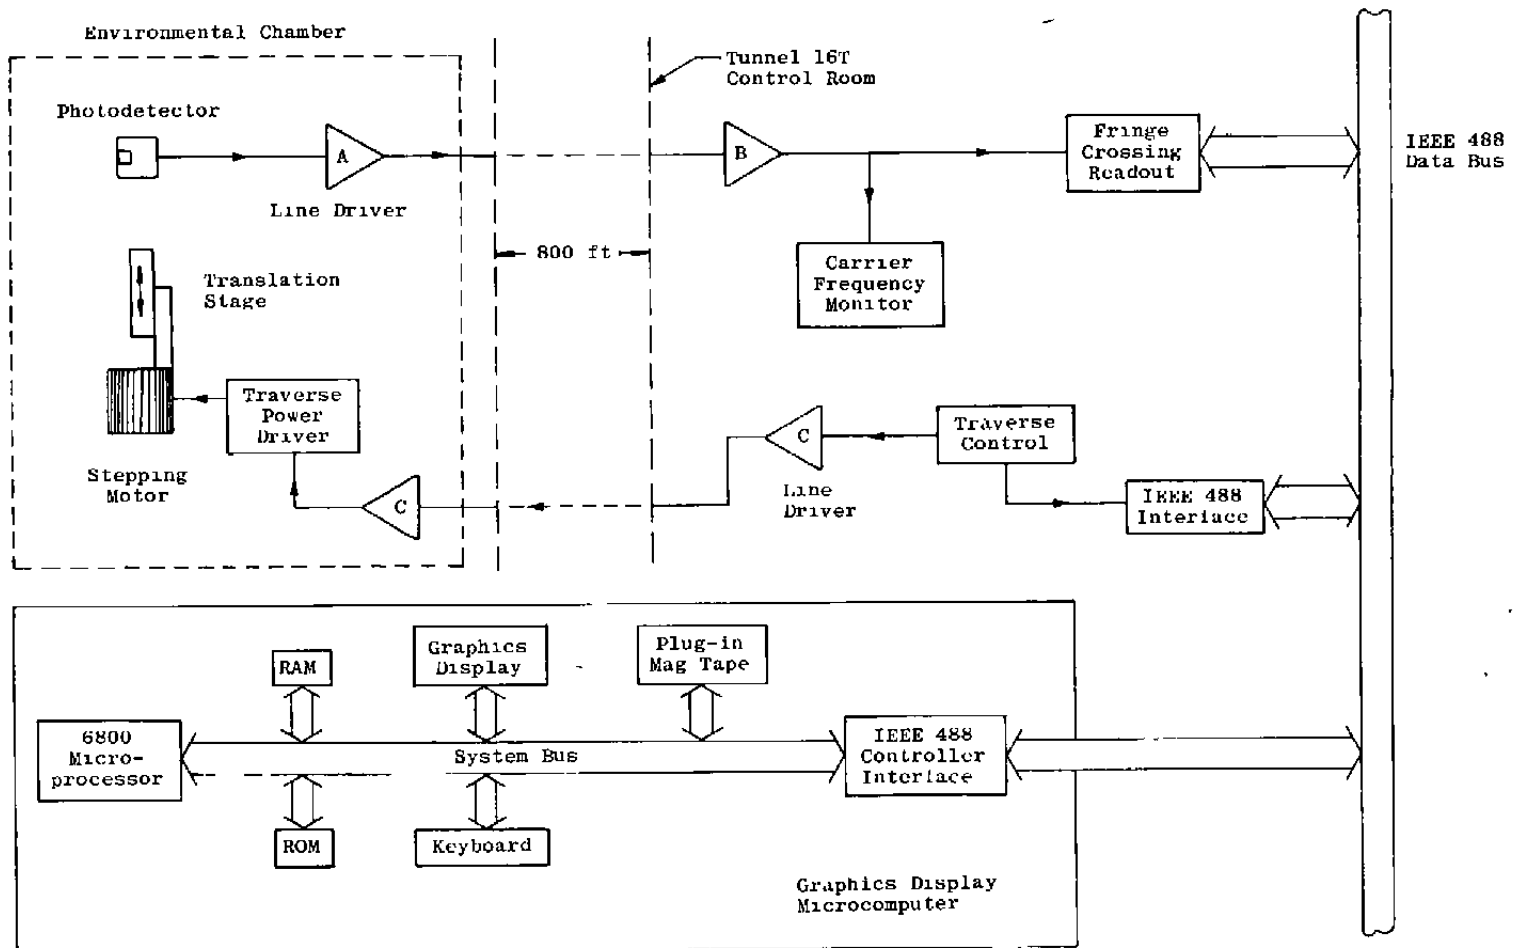 Environmental Chamber
Tunnel 16T
Control Room
Photodetector
A
Line Driver
B
Fringe
Crossing
Readout
IEEE 488
Data Bus
800 ft
Carrier
Frequency
Monitor
Translation
Stage
Traverse
Power
Driver
Stepping
Motor
C
C
Line
Driver
Traverse
Control
IEEE 488
Interface
RAM
Graphics
Display
Plug-in
Mag Tape
6800
Micro-
processor
System Bus
IEEE 488
Controller
Interface
ROM
Keyboard
Graphics Display
Microcomputer